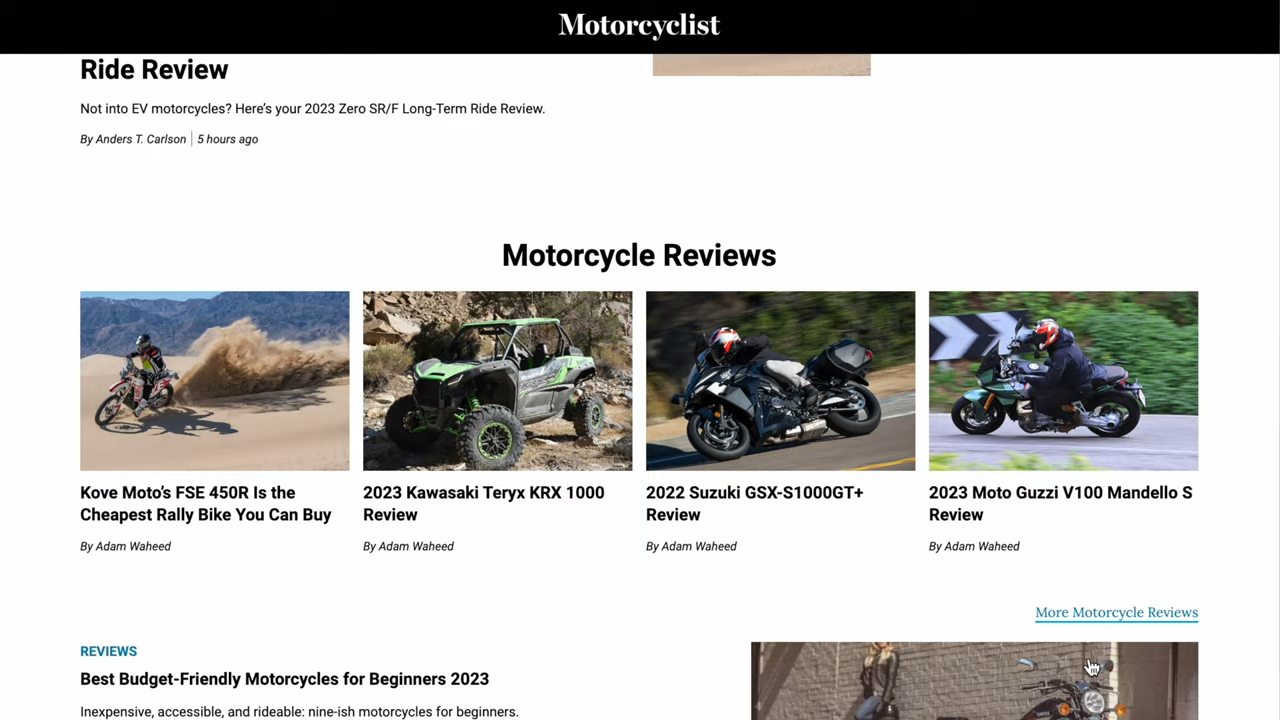 Motorcyclist
Ride Review
Not into EV motorcycles? Here’s your 2023 Zero SR/F Long-Term Ride Review.
By Anders T. Carlson | 5 hours ago
Motorcycle Reviews
Kove Moto’s FSE 450R Is the
Cheapest Rally Bike You Can Buy
By Adam Waheed
2023 Kawasaki Teryx KRX 1000
Review
By Adam Waheed
2022 Suzuki GSX-S1000GT+
Review
By Adam Waheed
2023 Moto Guzzi V100 Mandello S
Review
By Adam Waheed
More Motorcycle Reviews
REVIEWS
Best Budget-Friendly Motorcycles for Beginners 2023
Inexpensive, accessible, and rideable: nine-ish motorcycles for beginners.